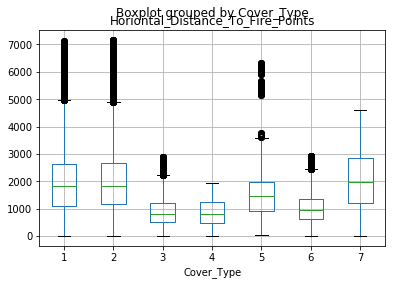 Boxplot grouped by Cover_Type
Horiontal_Distance_To_Fire_Points
7000
6000
5000
4000
3000
2000
1000
0
1 2 3 4 5 6 7
Cover_Type